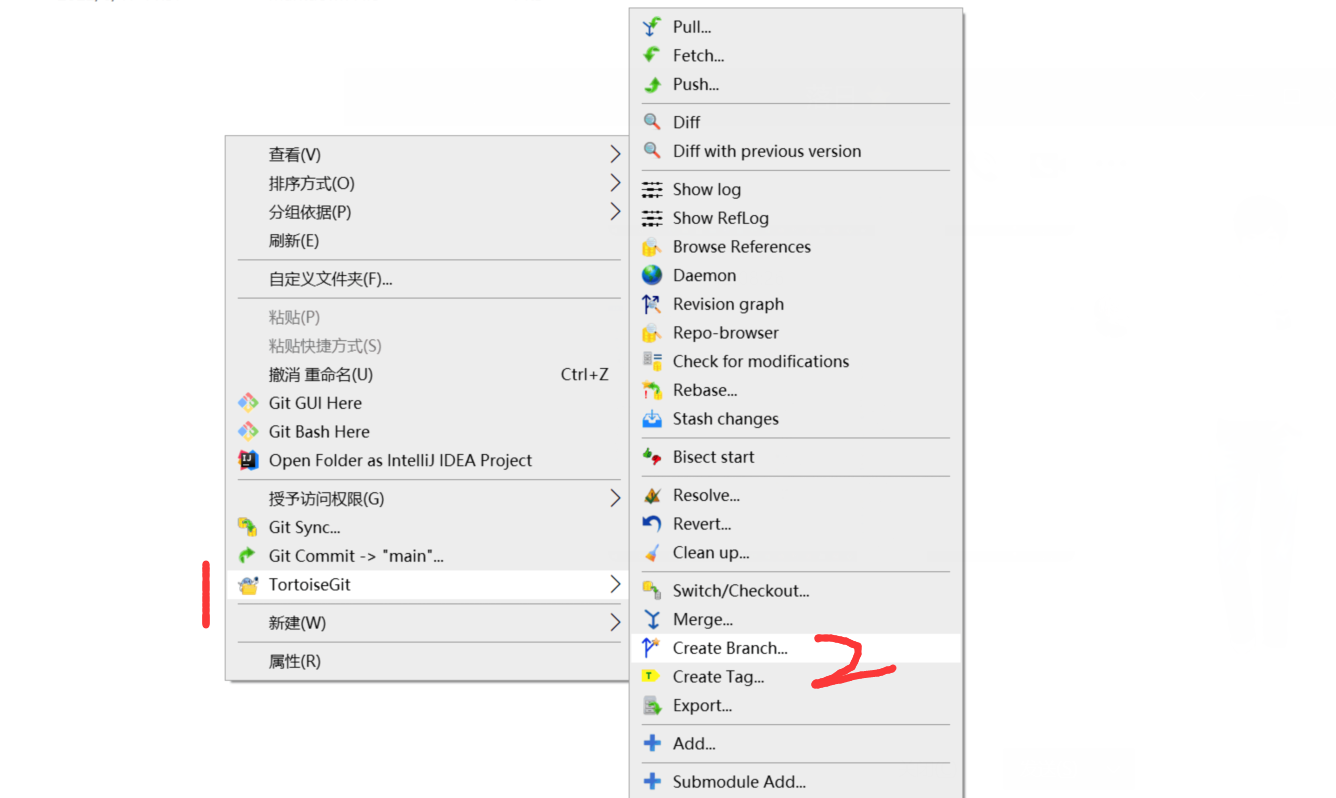 查看(V)
排序方式(O)
分组依据(P)
刷新(E)
自定义文件夹(F)...
粘贴(P)
粘贴快捷方式(S)
撤消 重命名(U) Ctrl+Z
Git GUI Here
Git Bash Here
Open Folder as IntelliJ IDEA Project
授予访问权限(G)
Git Sync...
Git Commit -> "main"...
1
TortoiseGit
新建(W)
属性(R)
Pull...
Fetch...
Push...
Diff
Diff with previous version
Show log
Show RefLog
Browse References
Daemon
Revision graph
Repo-browser
Check for modifications
Rebase...
Stash changes
Bisect start
Resolve...
Revert...
Clean up...
Switch/Checkout...
Merge...
Create Branch...
2
Create Tag...
Export...
Add...
Submodule Add...